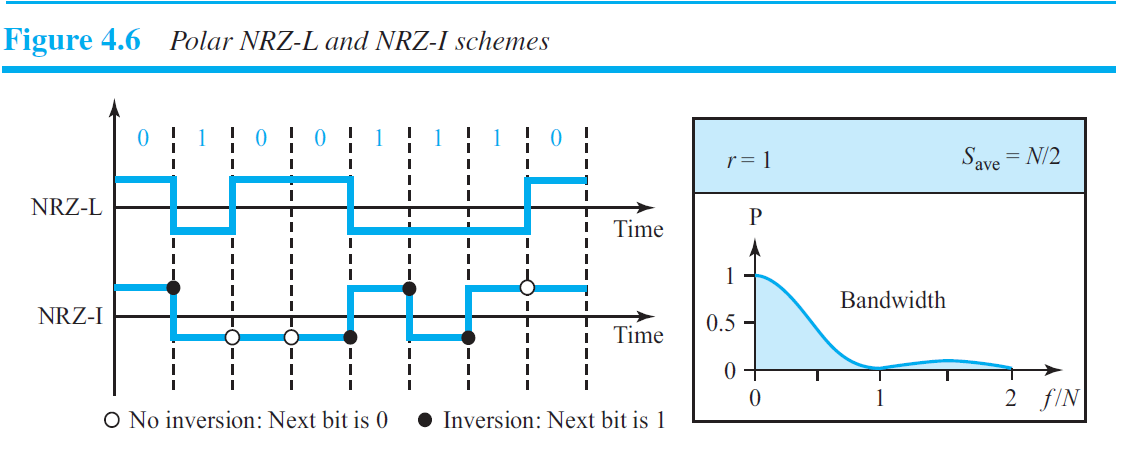 Figure 4.6 Polar NRZ-L and NRZ-I schemes
0 1 0 0 1 1 1 0
NRZ-L
Time
NRZ-I
Time
No inversion: Next bit is 0 Inversion: Next bit is 1
r = 1 Save = N/2
P
1
Bandwidth
0.5
0
0 1 2 f/N